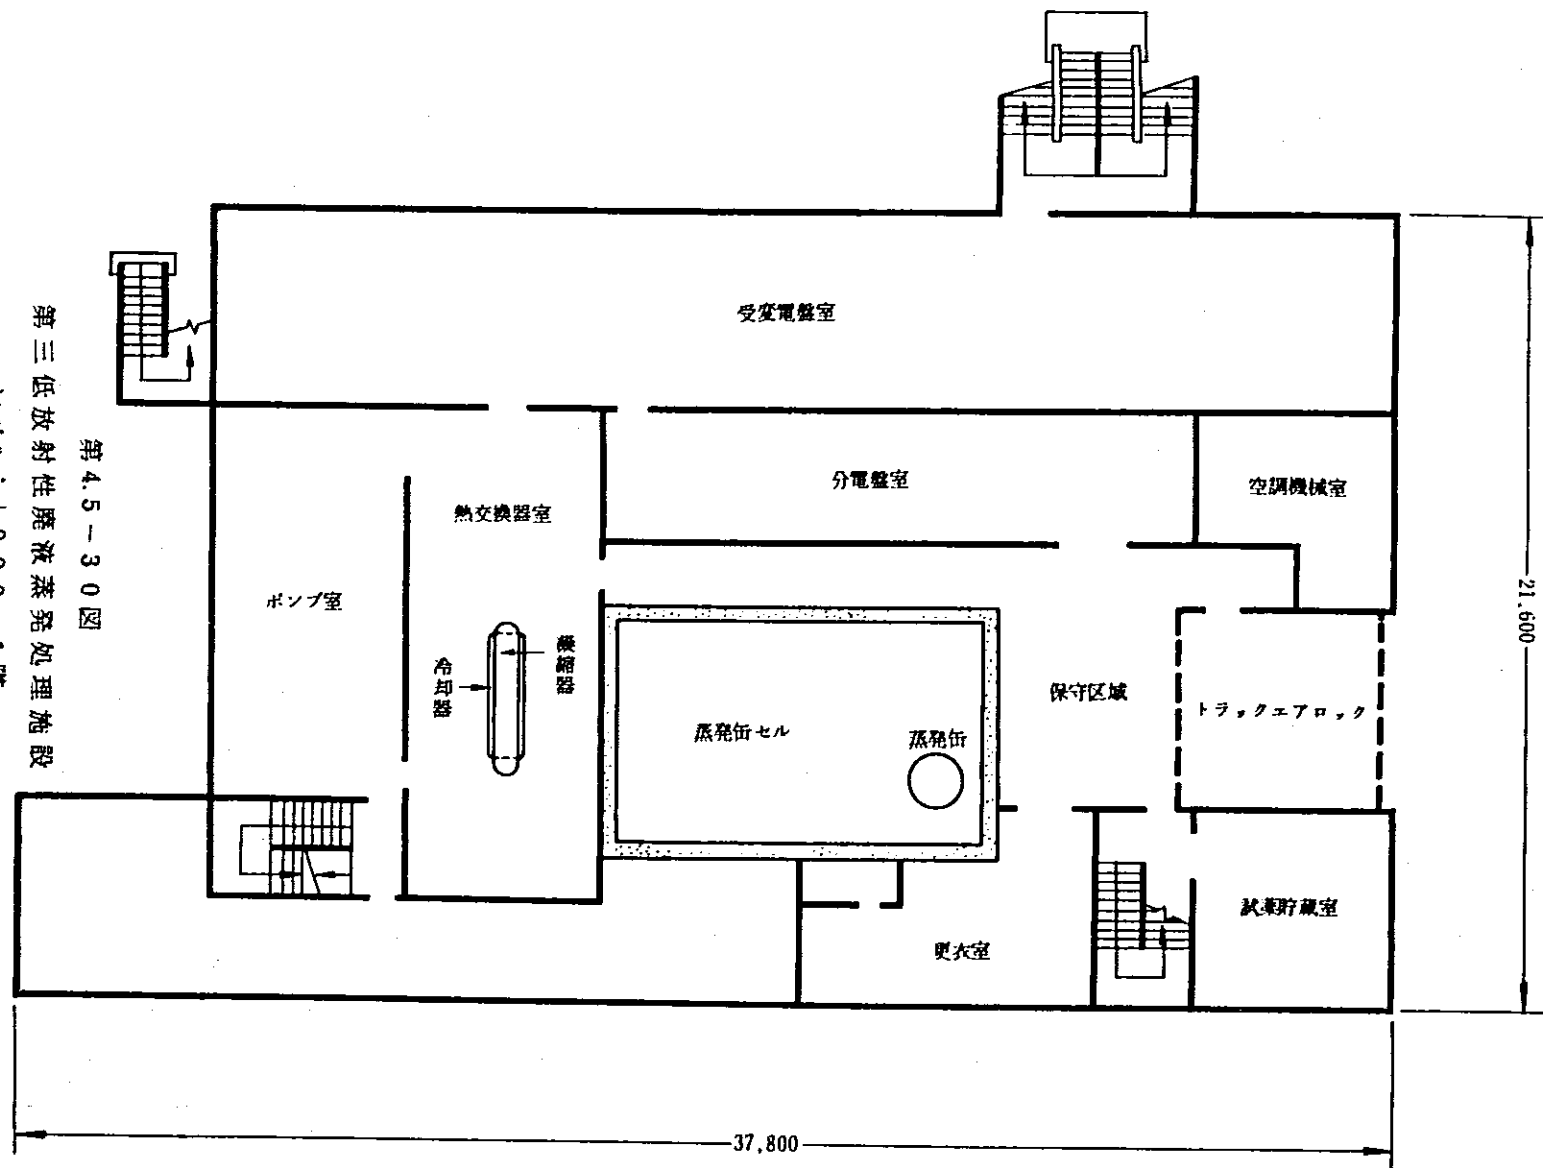 受変電盤室
分電盤室
空調機械室
熱交換器室
ポンプ室
凝縮器
冷却器
保守区域
トラックエアロック
蒸発缶セル
蒸発缶
試薬貯蔵室
更衣室
21.600
37,800
第4.5－30図
第三低放射性廃液蒸発処理施設